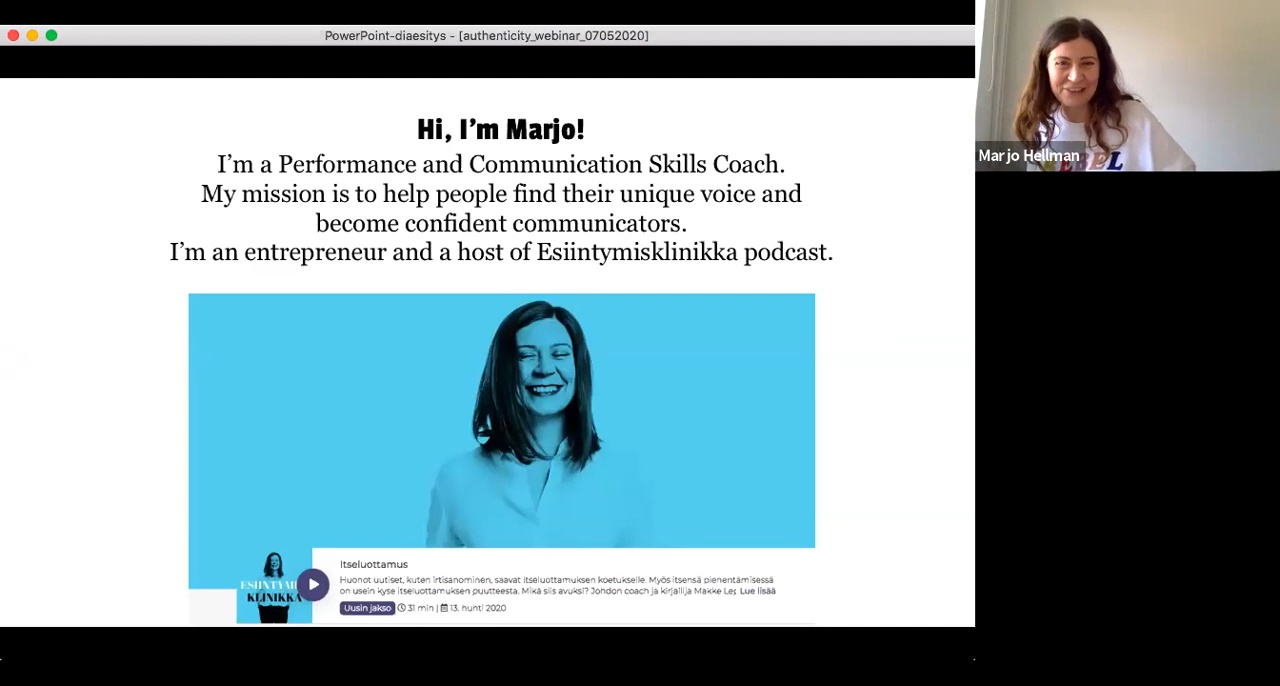 PowerPoint-diaesitys - [authenticity_webinar_07052020]
Hi, I'm Marjo!
I'm a Performance and Communication Skills Coach.
My mission is to help people find their unique voice and
become confident communicators.
I'm an entrepreneur and a host of Esiintymisklinikka podcast.
Marjo Hellman
ESIINTYMI
KLINIKKA
Itseluottamus
Huonot uutiset, kuten irtisanominen, saavat itseluottamuksen koetukselle. Myös itsensä pienentämisessä
on usein kyse itseluottamuksen puutteesta. Mikä siis avuksi? Johdon coach ja kirjailija Makke Lep Lue lisää
Uusin jakso 31 min | 13. huhti 2020